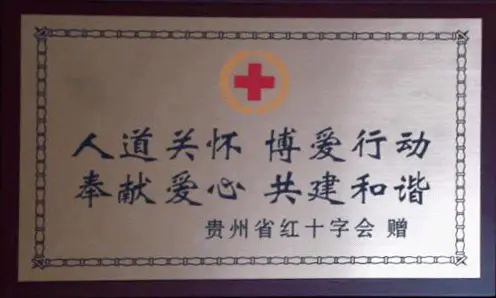 人道关怀 博爱行动
奉献爱心 共建和谐
贵州省红十字会 赠